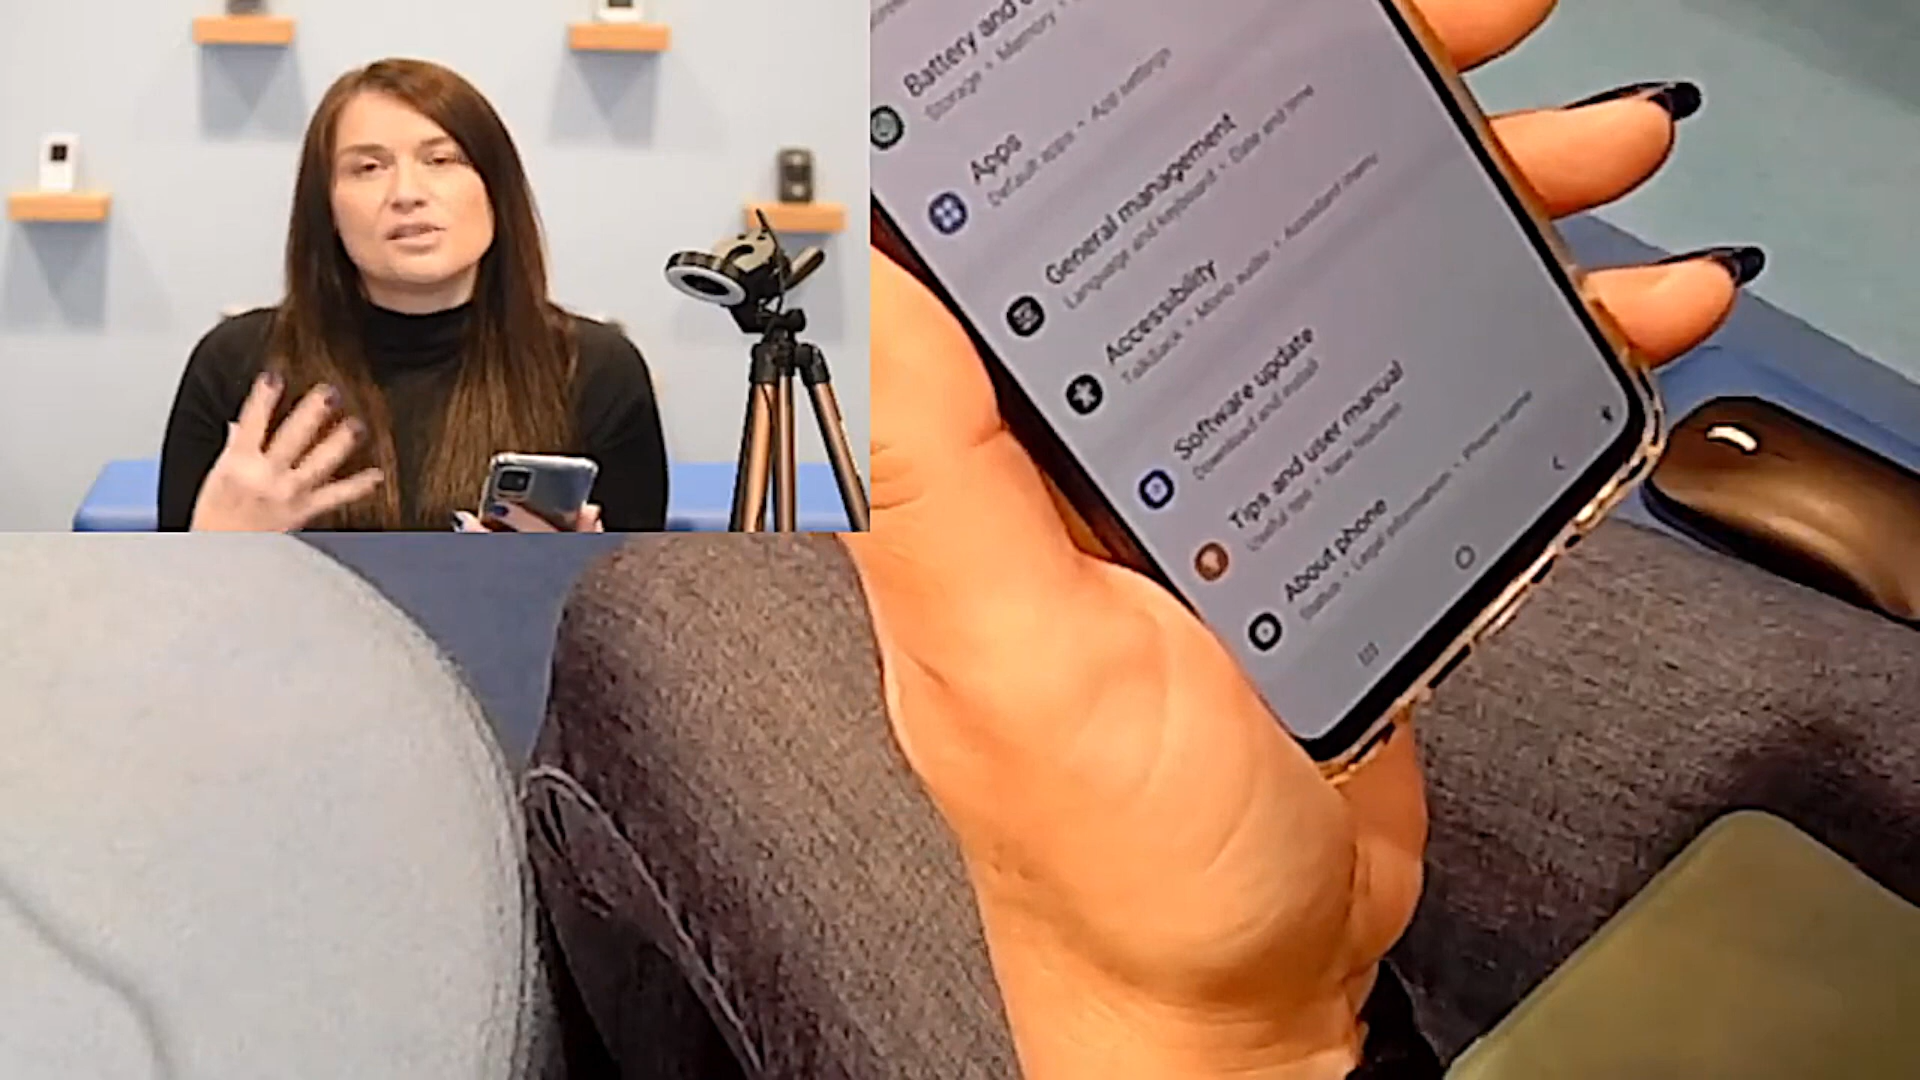 Battery and
Storage • Memory
Apps
Default apps • App settings
General management
Language and keyboard • Date and time
Accessibility
TalkBack • Mono audio • Assistant menu
Software update
Download and install
Tips and user manual
Useful tips • New features
About phone
Status • Legal information • Phone name